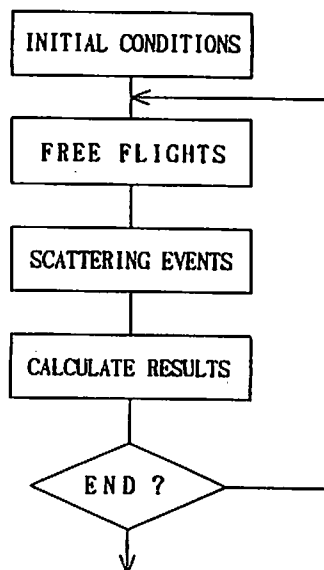 INITIAL CONDITIONS
FREE FLIGHTS
SCATTERING EVENTS
CALCULATE RESULTS
END ?